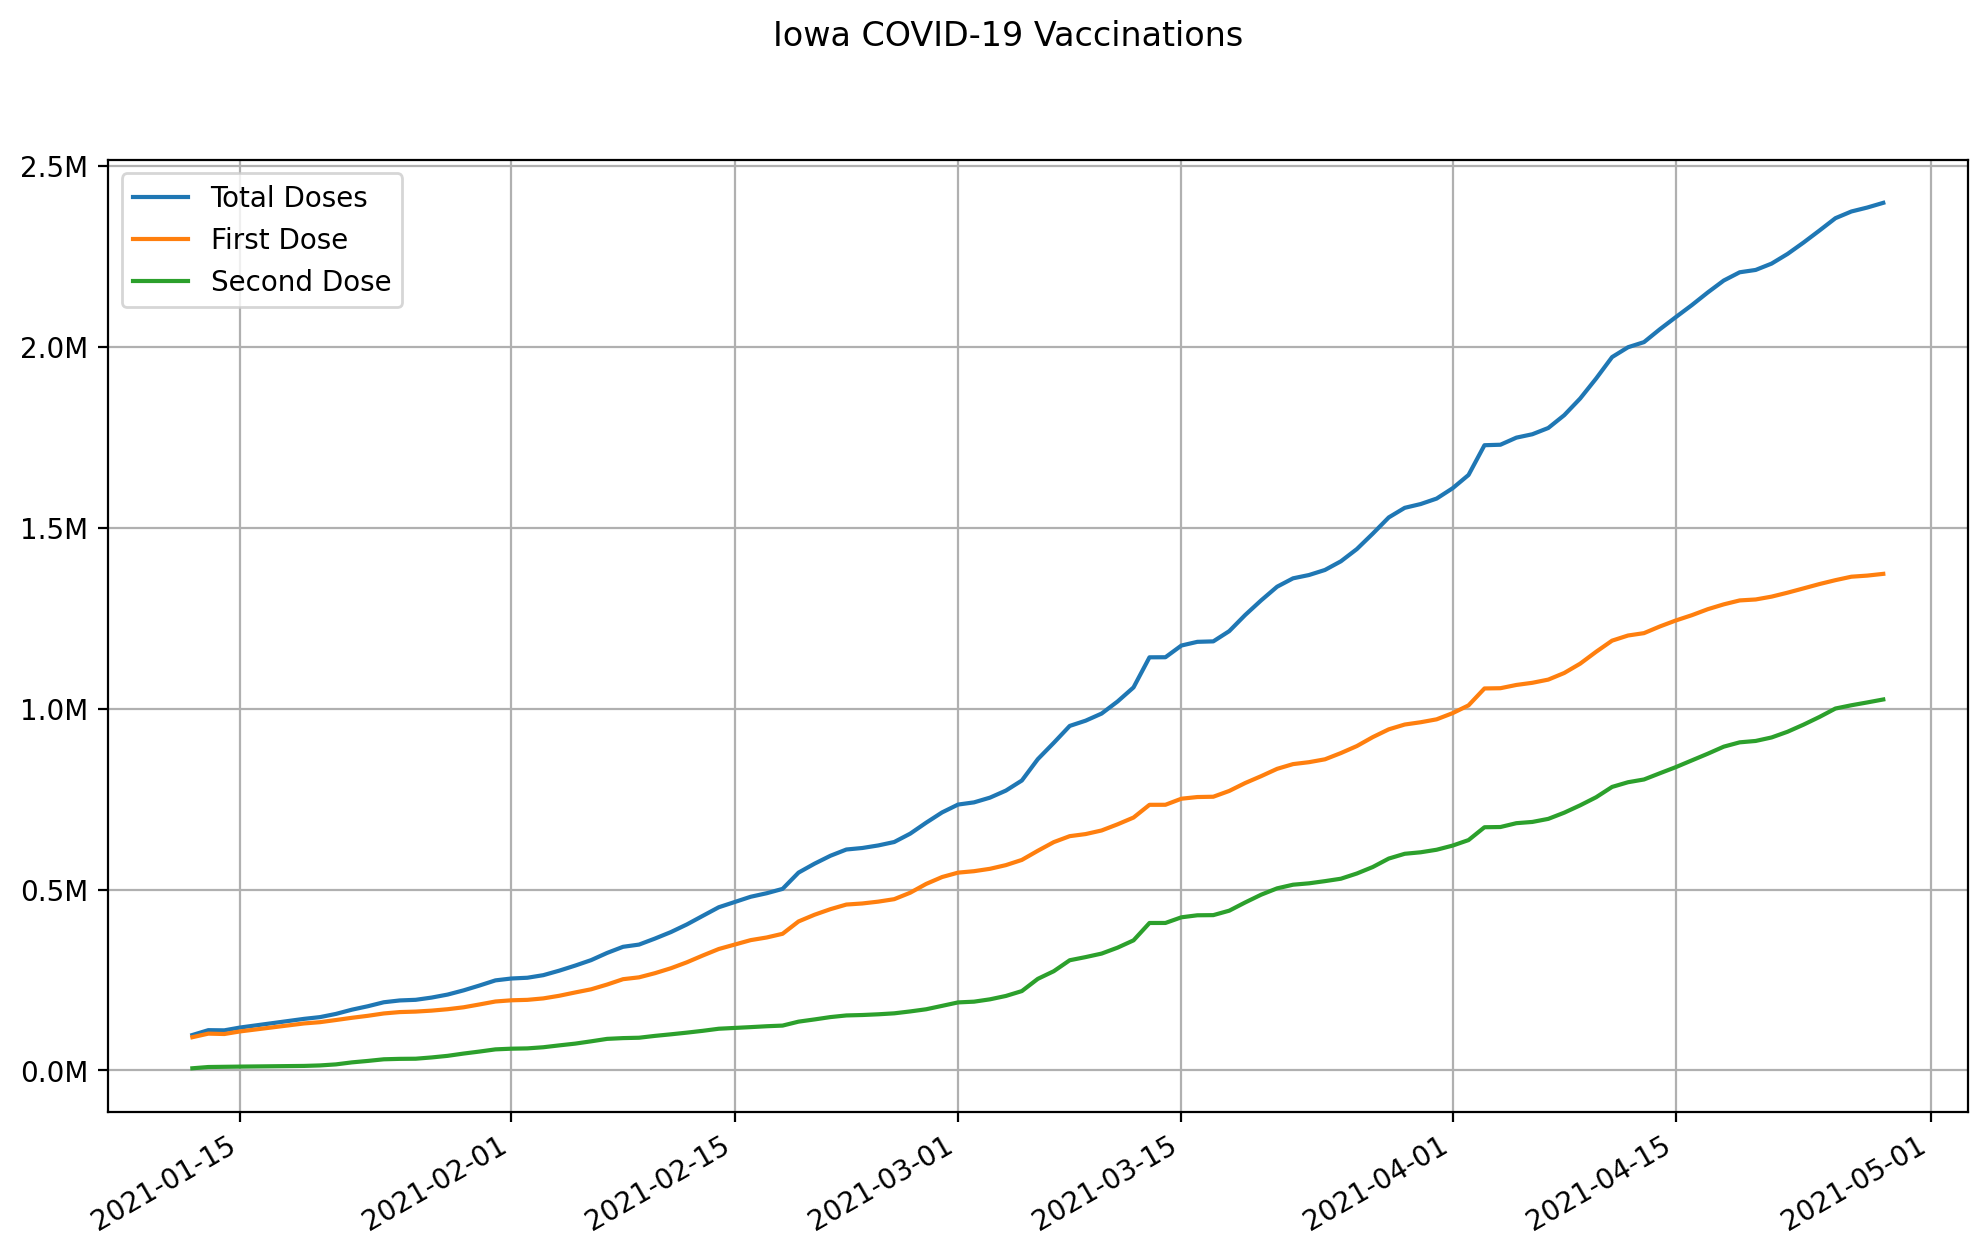 Iowa COVID-19 Vaccinations
2.5M
2.0M
1.5M
1.0M
0.5M
0.0M
Total Doses
First Dose
Second Dose
2021-01-15
2021-02-01
2021-02-15
2021-03-01
2021-03-15
2021-04-01
2021-04-15
2021-05-01